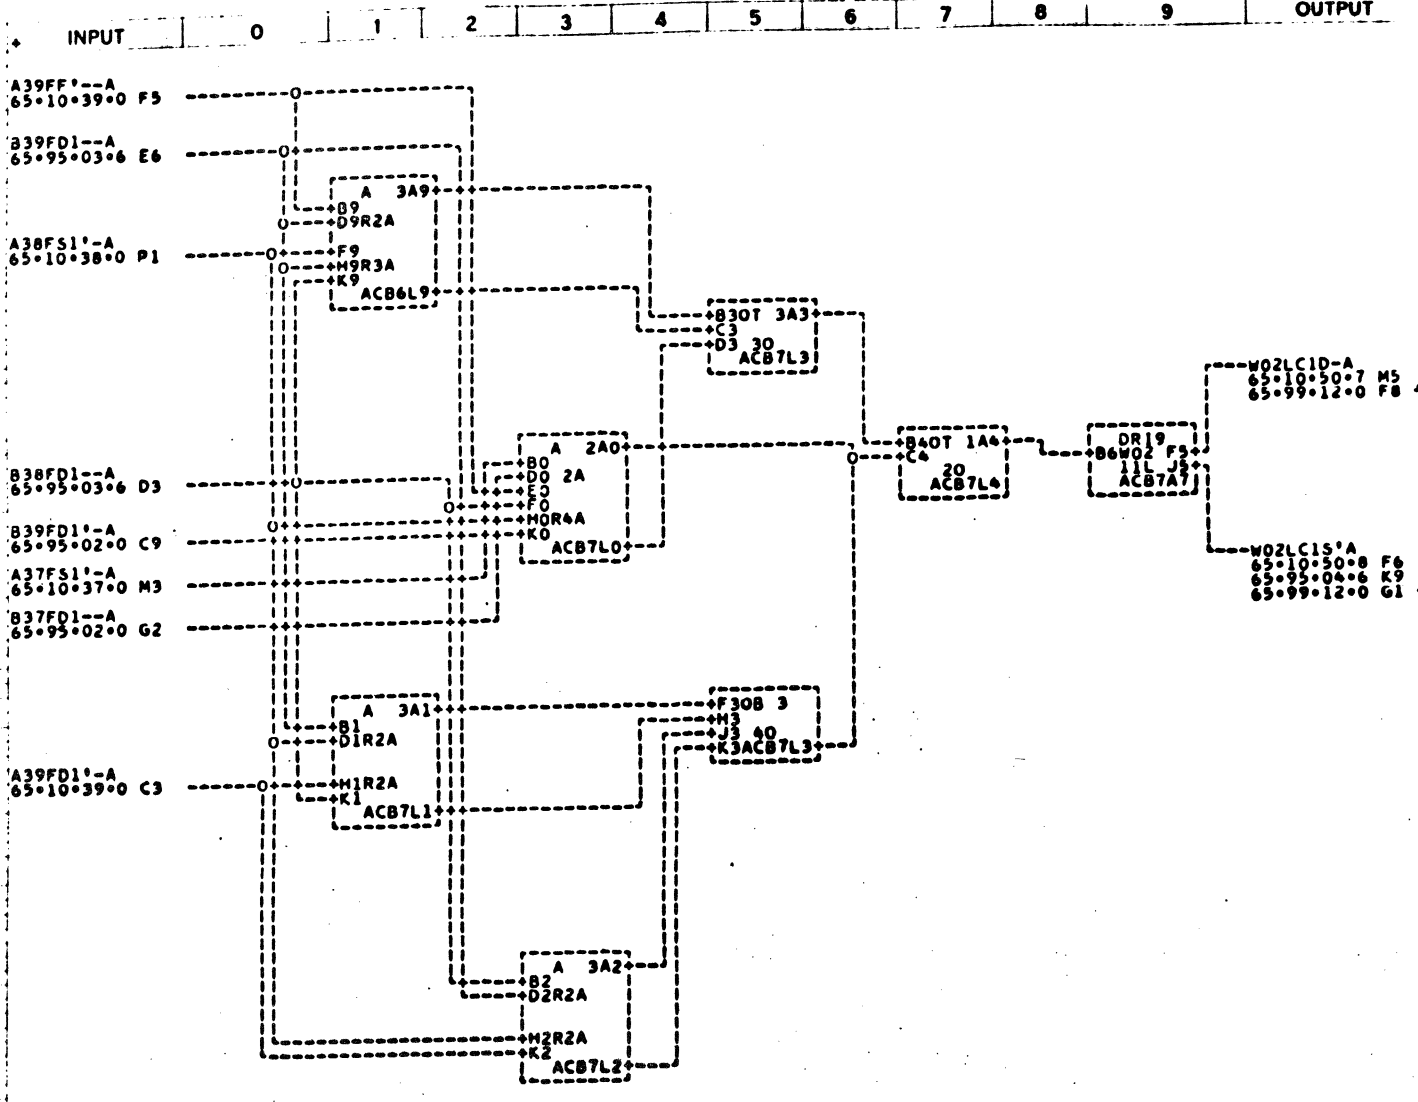 INPUT 0 1 2 3 4 5 6 7 8 9 OUTPUT
A39FF'--A
65•10•39•0 F5
B39FD1--A
65•95•03•6 E6
A 3A9
B9
D9R2A
A38FS1'-A
65•10•38•0 P1
F9
H9R3A
K9
ACB6L9
B3OT 3A3
C3
D3 3O
ACB7L3
W02LC1D-A
65•10•50•7 M5
65•99•12•0 F8
A 2A0
B0
D0 2A
E0
F0
H0R4A
K0
ACB7L0
B4OT 1A4
C4
2O
ACB7L4
DR19
B6W02 F5
11L J5
ACB7A7
B38FD1--A
65•95•03•6 D3
B39FD1'-A
65•95•02•0 C9
A37FS1'-A
65•10•37•0 M3
B37FD1--A
65•95•02•0 G2
W02LC1S'A
65•10•50•8 F6
65•95•04•6 K9
65•99•12•0 G1
A 3A1
B1
D1R2A
H1R2A
K1
ACB7L1
F3OB 3
H3
J3 4O
K3ACB7L3
A39FD1'-A
65•10•39•0 C3
A 3A2
B2
D2R2A
H2R2A
K2
ACB7L2